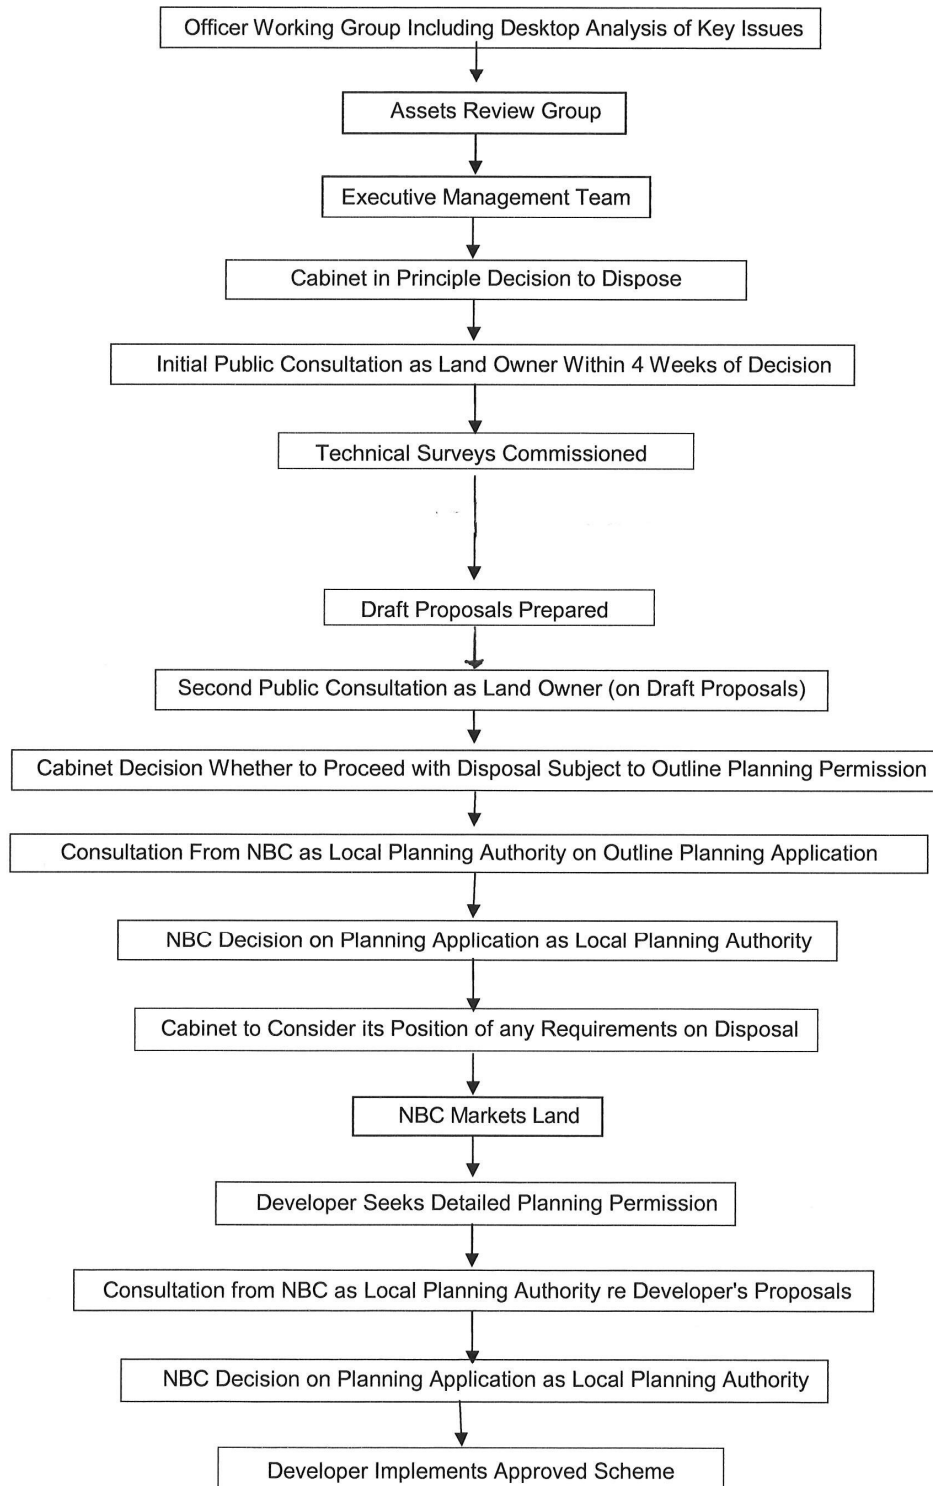 Officer Working Group Including Desktop Analysis of Key Issues
Assets Review Group
Executive Management Team
Cabinet in Principle Decision to Dispose
Initial Public Consultation as Land Owner Within 4 Weeks of Decision
Technical Surveys Commissioned
Draft Proposals Prepared
Second Public Consultation as Land Owner (on Draft Proposals)
Cabinet Decision Whether to Proceed with Disposal Subject to Outline Planning Permission
Consultation From NBC as Local Planning Authority on Outline Planning Application
NBC Decision on Planning Application as Local Planning Authority
Cabinet to Consider its Position of any Requirements on Disposal
NBC Markets Land
Developer Seeks Detailed Planning Permission
Consultation from NBC as Local Planning Authority re Developer's Proposals
NBC Decision on Planning Application as Local Planning Authority
Developer Implements Approved Scheme